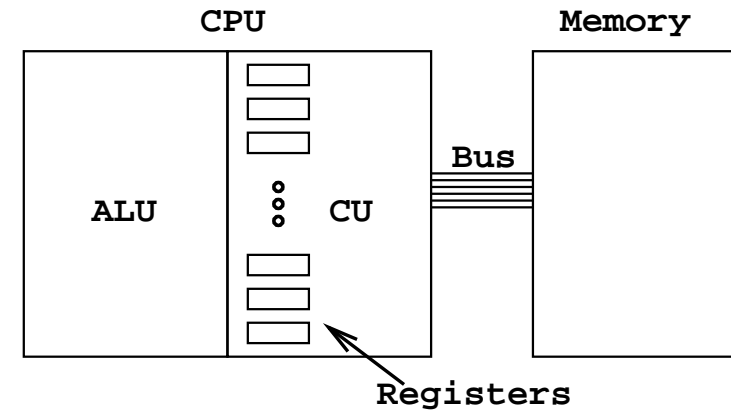 CPU
Memory
Bus
ALU
CU
Registers